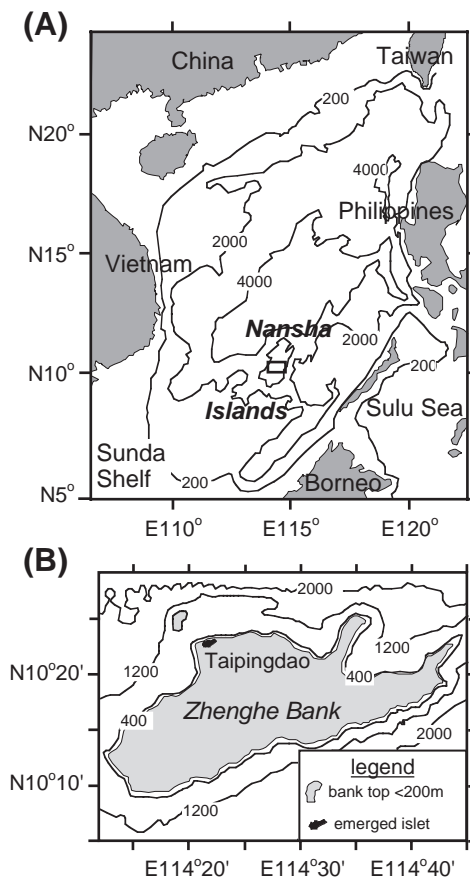 (A)
China
Taiwan
200
N20°
4000
2000
Philippines
N15°
Vietnam
4000
Nansha
2000
N10°
200
Islands
Sulu Sea
Sunda
Shelf
200
N5°
Borneo
E110°
E115°
E120°
(B)
2000
1200
1200
N10°20'
Taipingdao
400
400
Zhenghe Bank
2000
legend
N10°10'
bank top <200m
1200
emerged islet
E114°20'
E114°30'
E114°40'